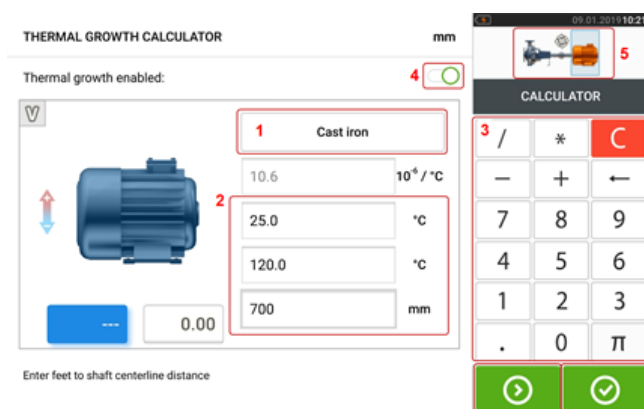 09.01.2019 10:21
THERMAL GROWTH CALCULATOR mm
5
Thermal growth enabled: 4
CALCULATOR
V
1 Cast iron
3 / * C
10.6 10⁻⁶ / °C
− + ←
2
25.0 °C
7 8 9
120.0 °C
4 5 6
700 mm
1 2 3
--- 0.00
. 0 π
Enter feet to shaft centerline distance